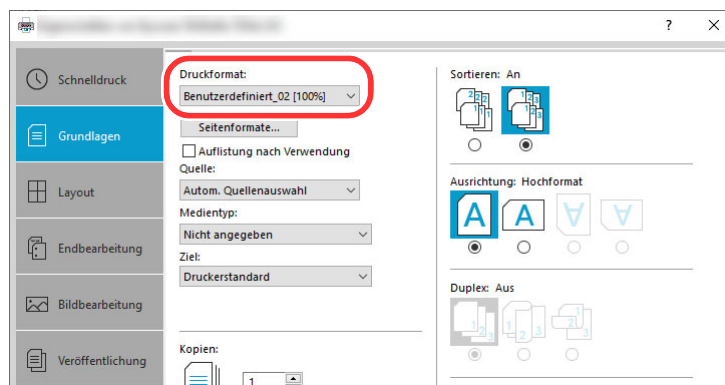 Schnelldruck
Grundlagen
Layout
Endbearbeitung
Bildbearbeitung
Veröffentlichung
Druckformat:
Benutzerdefiniert_02 [100%]
Seitenformate...
Auflistung nach Verwendung
Quelle:
Autom. Quellenauswahl
Medientyp:
Nicht angegeben
Ziel:
Druckerstandard
Kopien:
1
Sortieren: An
Ausrichtung: Hochformat
Duplex: Aus